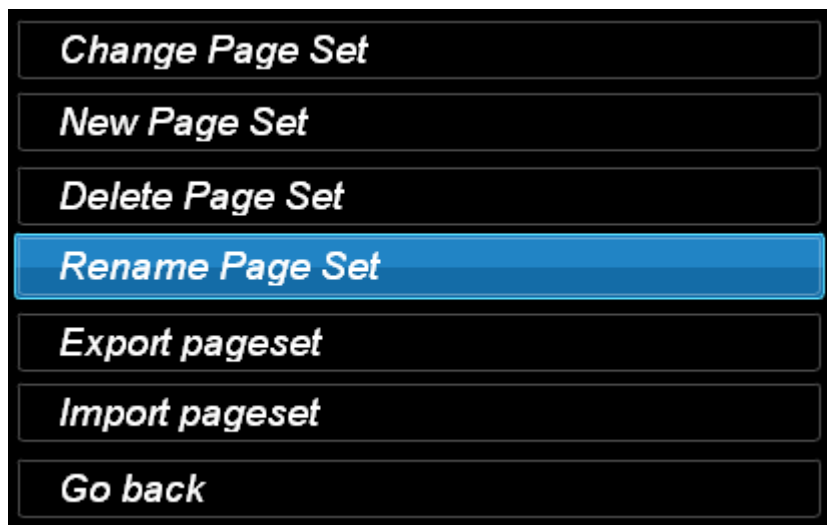 Change Page Set
New Page Set
Delete Page Set
Rename Page Set
Export pageset
Import pageset
Go back